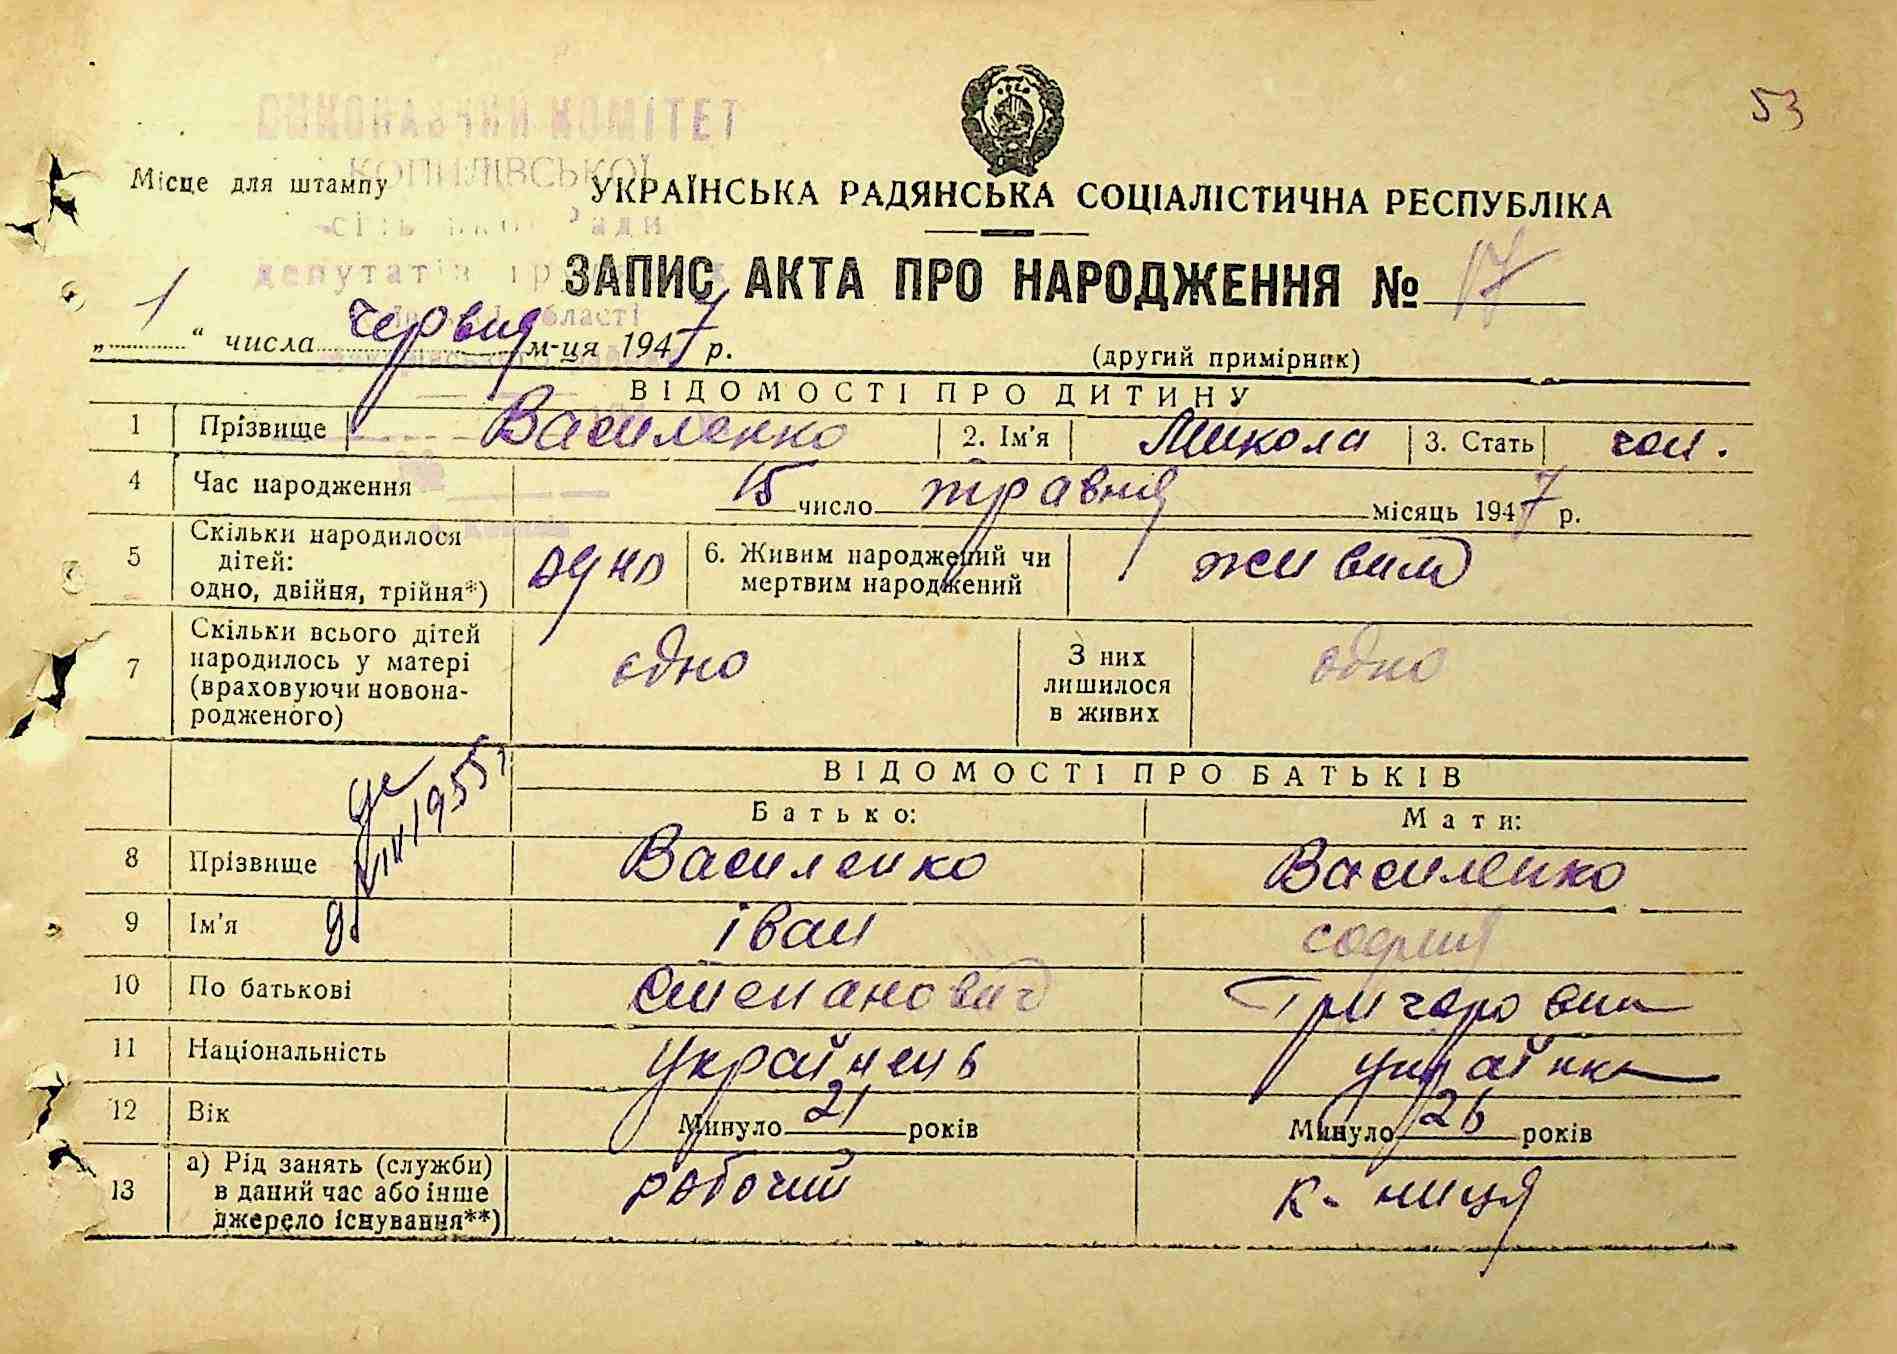 53
ВИКОНАВЧИЙ КОМІТЕТ
КОПИЛІВСЬКОЇ
Місце для штампу
УКРАЇНСЬКА РАДЯНСЬКА СОЦІАЛІСТИЧНА РЕСПУБЛІКА
Ради
депутатів
області
ЗАПИС АКТА ПРО НАРОДЖЕННЯ № 17
„1“ числа червня м-ця 1947 р.
(другий примірник)
ВІДОМОСТІ ПРО ДИТИНУ
1 Прізвище Василенко 2. Ім'я Микола 3. Стать чол.
4 Час народження 15 число травня місяць 1947 р.
5 Скільки народилося дітей: одно, двійня, трійня*) одно 6. Живим народжений чи мертвим народжений живим
7 Скільки всього дітей народилось у матері (враховуючи новона-родженого) одно З них лишилося в живих одно
1955
ВІДОМОСТІ ПРО БАТЬКІВ
Батько: Мати:
8 Прізвище Василенко Василенко
9 Ім'я Іван София
10 По батькові Степанович Григоровна
11 Національність українець українка
12 Вік Минуло 21 років Минуло 26 років
13 а) Рід занять (служби) в даний час або інше джерело існування**) робочий к-ниця